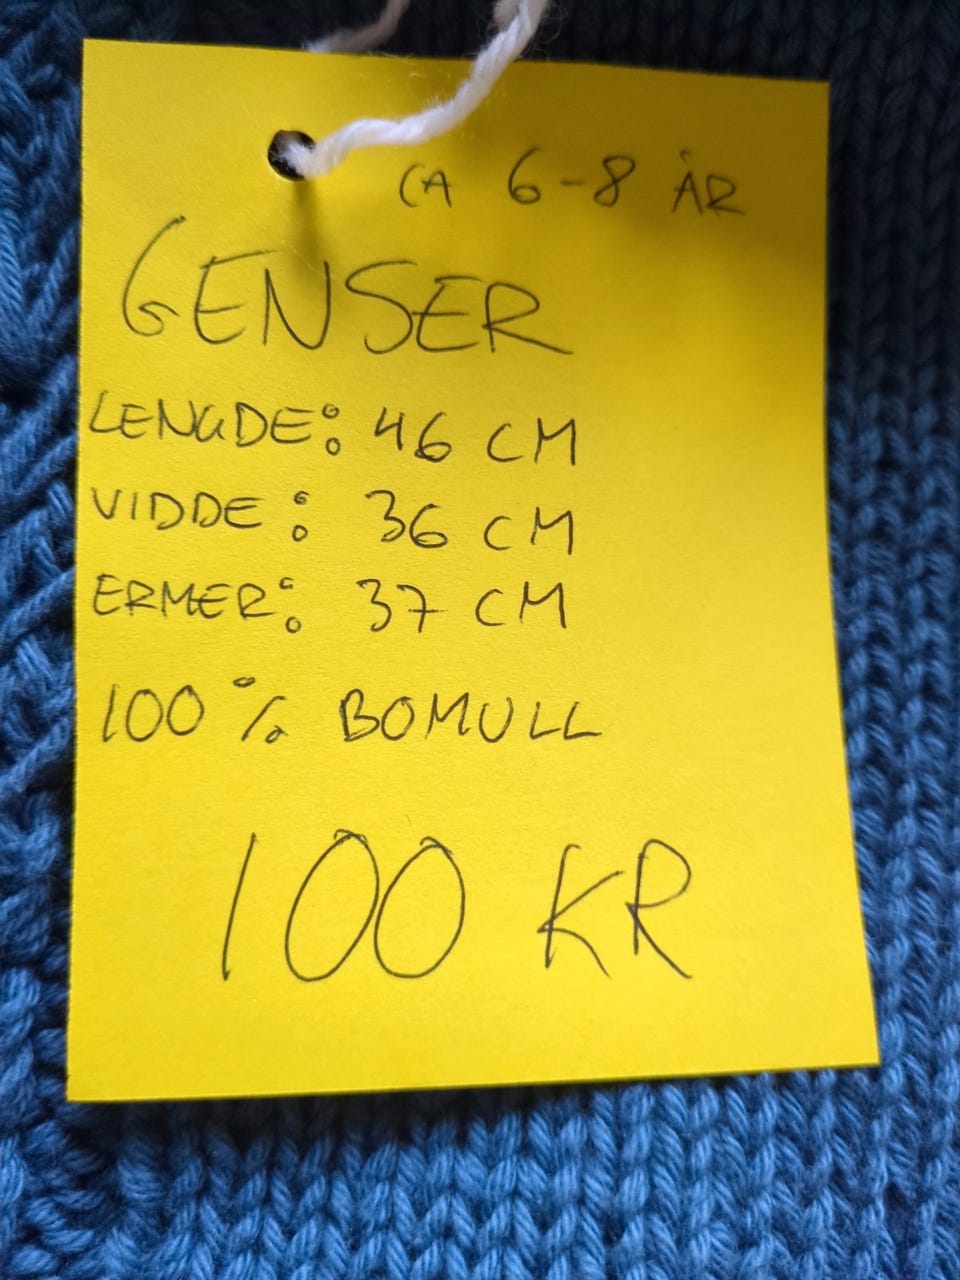 CA 6-8 ÅR
GENSER
LENGDE: 46 CM
VIDDE: 36 CM
ERMER: 37 CM
100 % BOMULL
100 KR